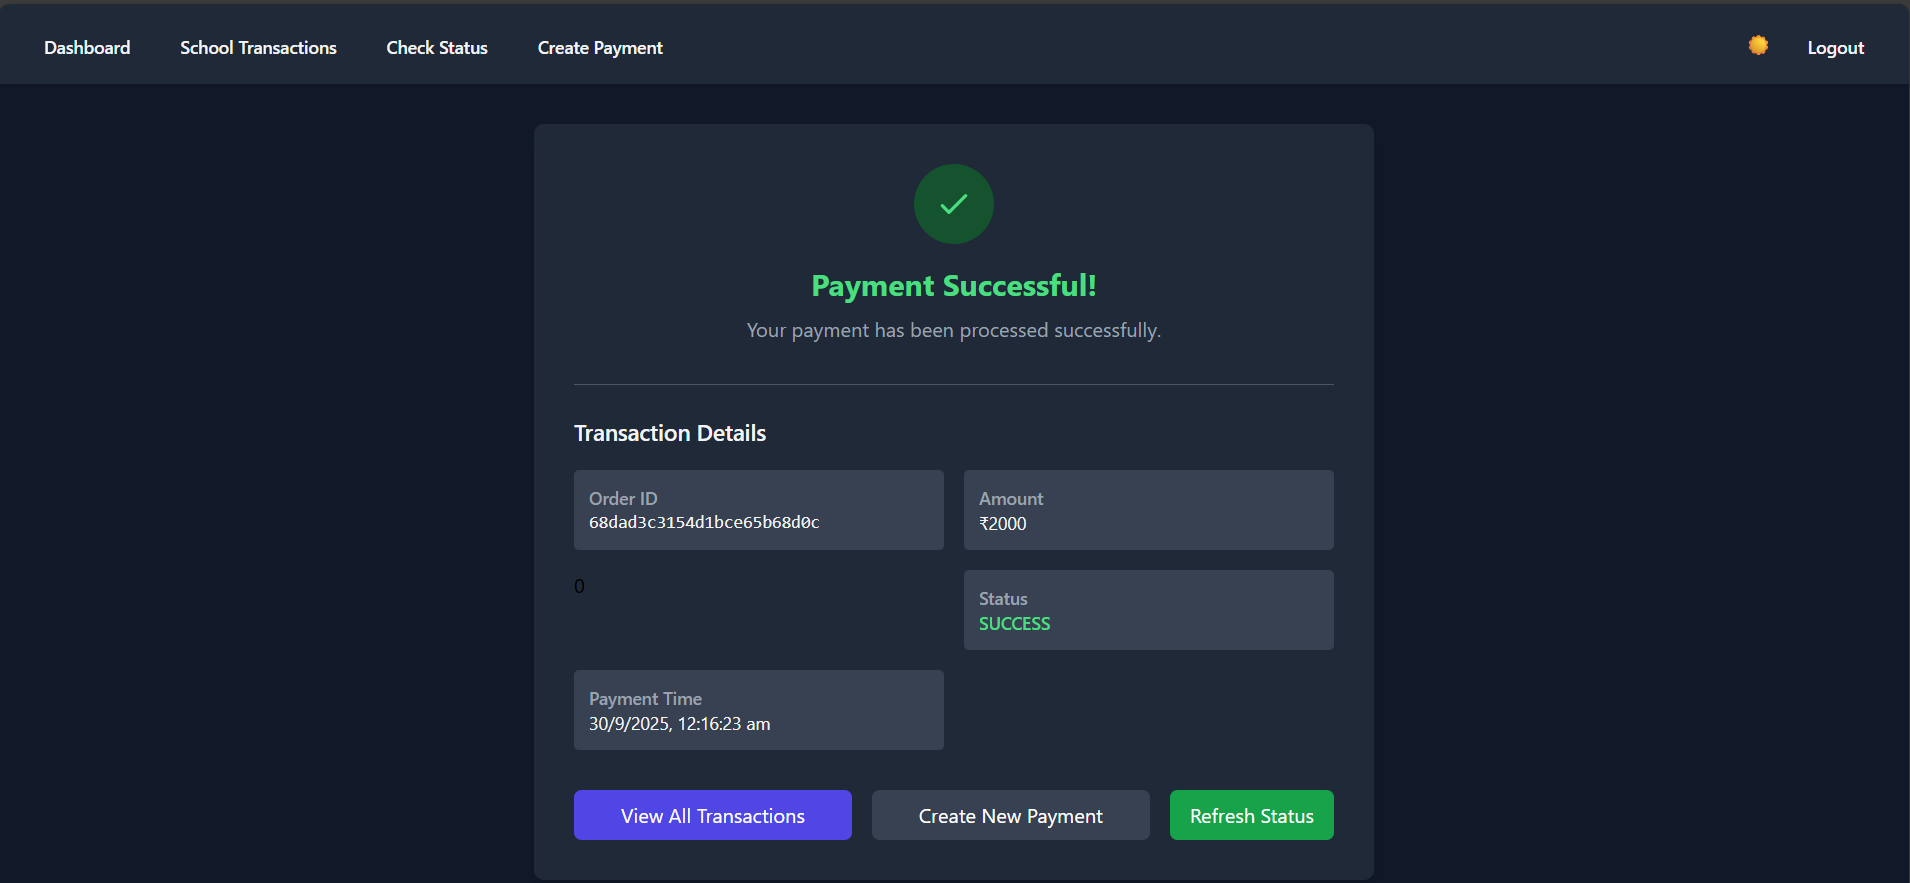 Dashboard School Transactions Check Status Create Payment Logout
Payment Successful!
Your payment has been processed successfully.
Transaction Details
Order ID
68dad3c3154d1bce65b68d0c
Amount
₹2000
0
Status
SUCCESS
Payment Time
30/9/2025, 12:16:23 am
View All Transactions Create New Payment Refresh Status